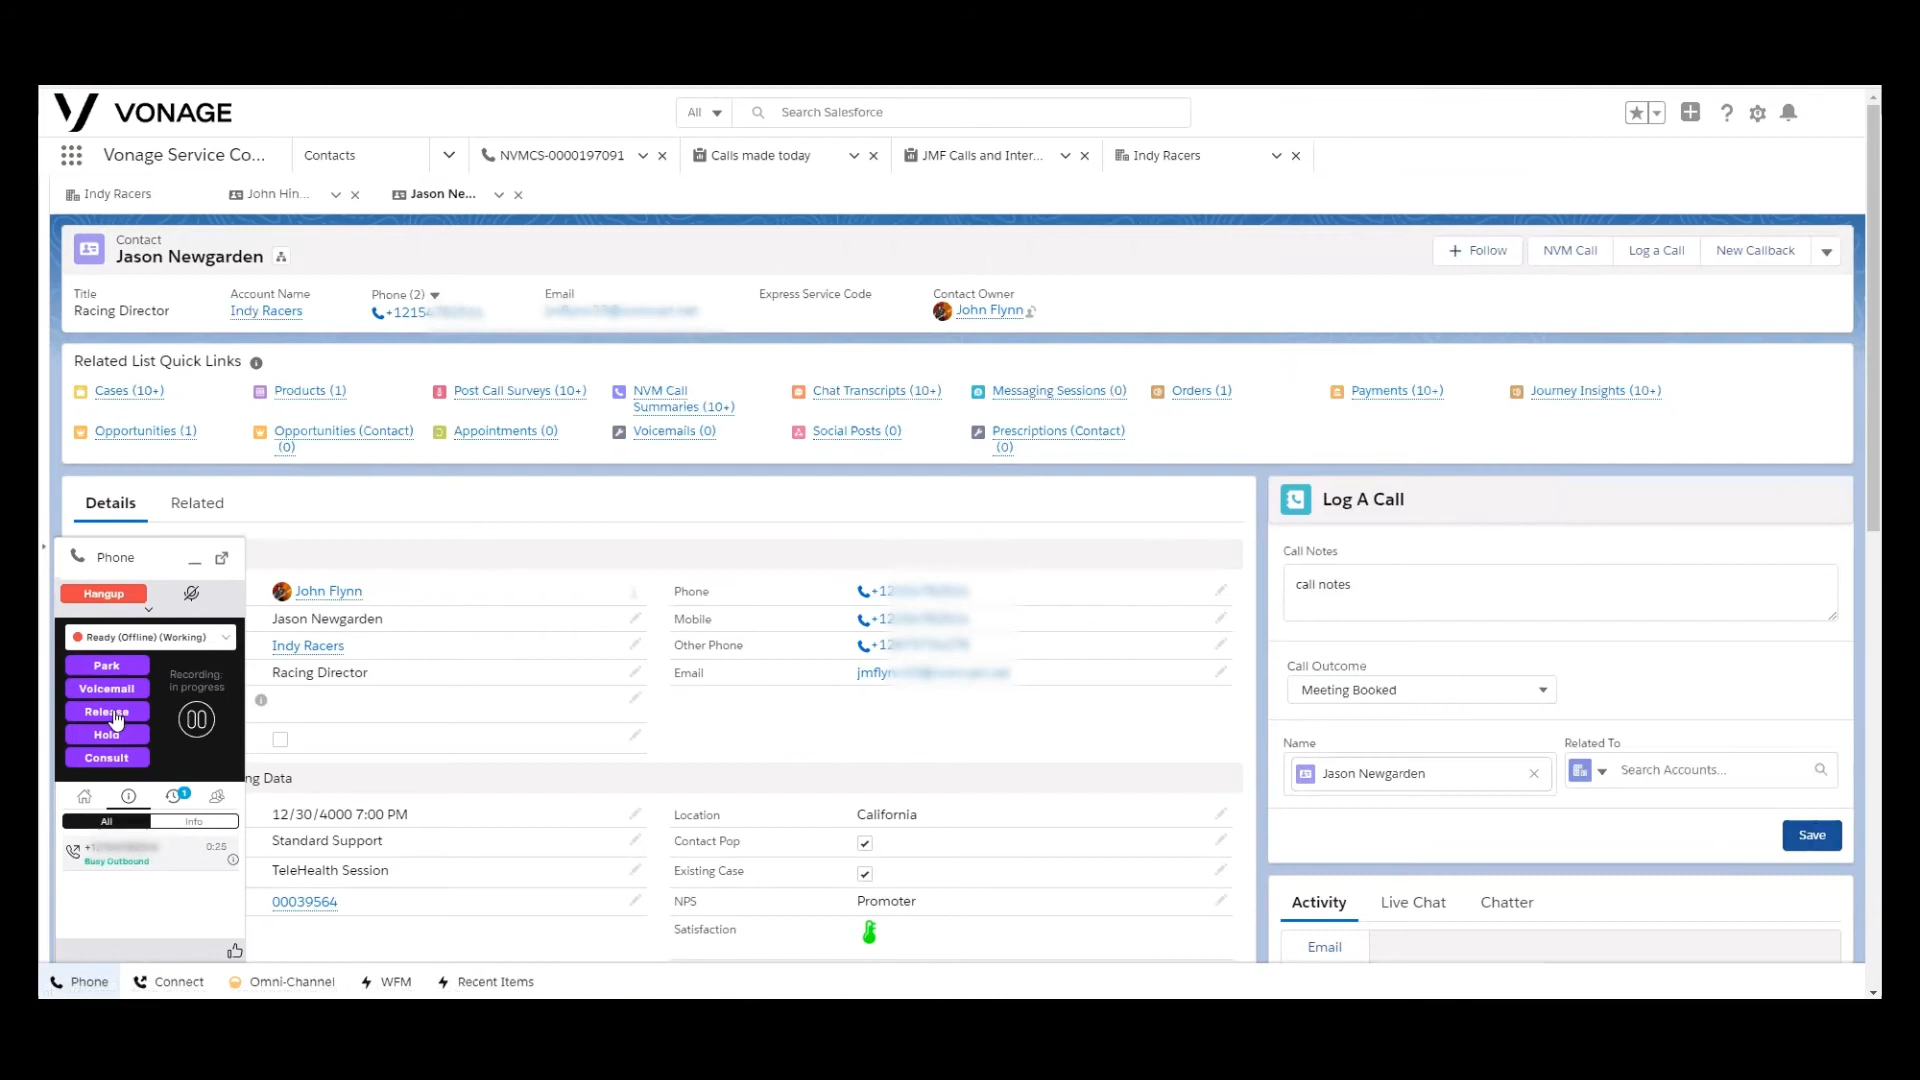 VONAGE
All
Search Salesforce
Vonage Service Co...
Contacts
NVMCS-0000197091
Calls made today
JMF Calls and Inter...
Indy Racers
Indy Racers
John Hin...
Jason Ne...
Contact
Jason Newgarden
Follow
NVM Call
Log a Call
New Callback
Title
Account Name
Phone (2)
Email
Express Service Code
Contact Owner
Racing Director
Indy Racers
+1215
John Flynn
Related List Quick Links
Cases (10+)
Products (1)
Post Call Surveys (10+)
NVM Call
Summaries (10+)
Chat Transcripts (10+)
Messaging Sessions (0)
Orders (1)
Payments (10+)
Journey Insights (10+)
Opportunities (1)
Opportunities (Contact)
(0)
Appointments (0)
Voicemails (0)
Social Posts (0)
Prescriptions (Contact)
(0)
Details
Related
Phone
Hangup
Ready (Offline) (Working)
Park
Voicemail
Release
Hold
Consult
Recording:
in progress
1
All
Info
+1
0:25
Busy Outbound
John Flynn
Jason Newgarden
Indy Racers
Racing Director
Phone
+12
Mobile
+12
Other Phone
+12
Email
jmflyn
ng Data
12/30/4000 7:00 PM
Standard Support
TeleHealth Session
00039564
Location
California
Contact Pop
Existing Case
NPS
Promoter
Satisfaction
Log A Call
Call Notes
call notes
Call Outcome
Meeting Booked
Name
Jason Newgarden
Related To
Search Accounts...
Save
Activity
Live Chat
Chatter
Email
Phone
Connect
Omni-Channel
WFM
Recent Items